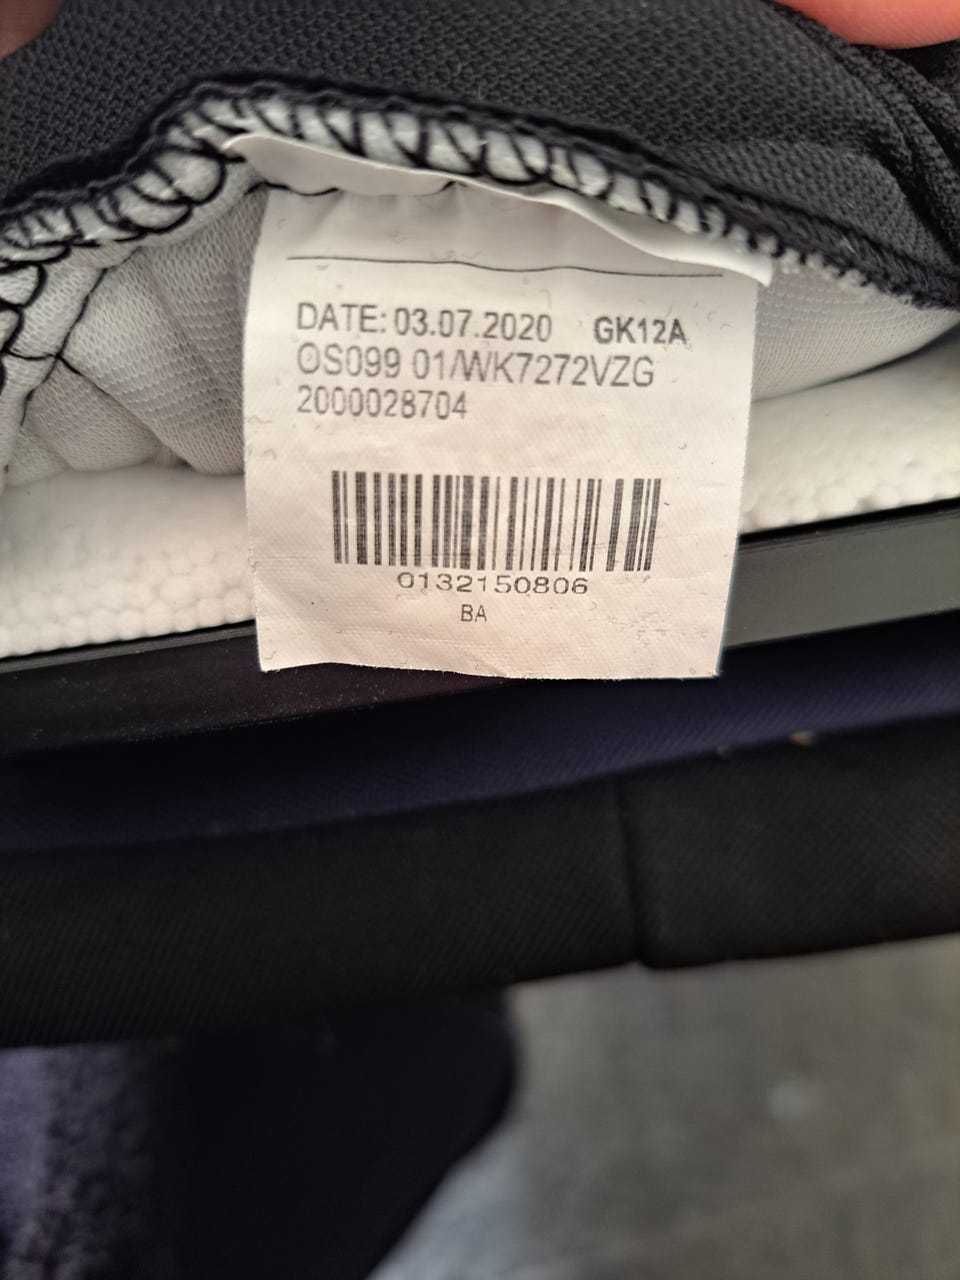 DATE: 03.07.2020 GK12A
OS099 01/WK7272VZG
2000028704
0132150806
BA